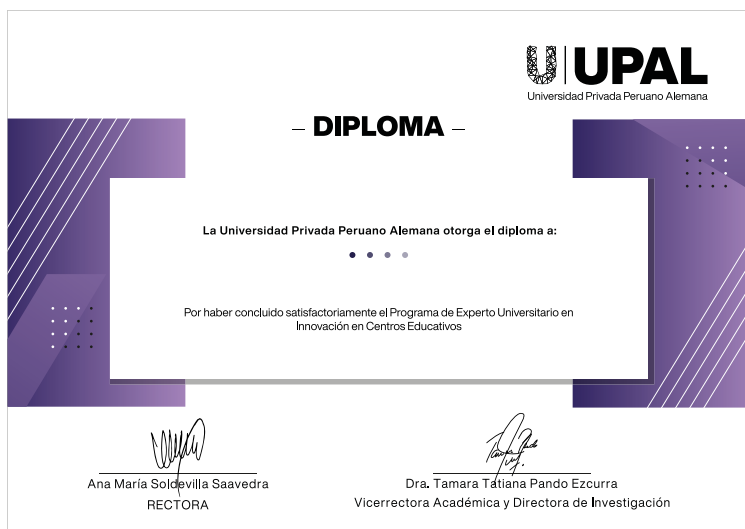 UPAL
Universidad Privada Peruano Alemana
– DIPLOMA –
La Universidad Privada Peruano Alemana otorga el diploma a:
Por haber concluido satisfactoriamente el Programa de Experto Universitario en
Innovación en Centros Educativos
Ana María Soldevilla Saavedra
RECTORA
Dra. Tamara Tatiana Pando Ezcurra
Vicerrectora Académica y Directora de Investigación